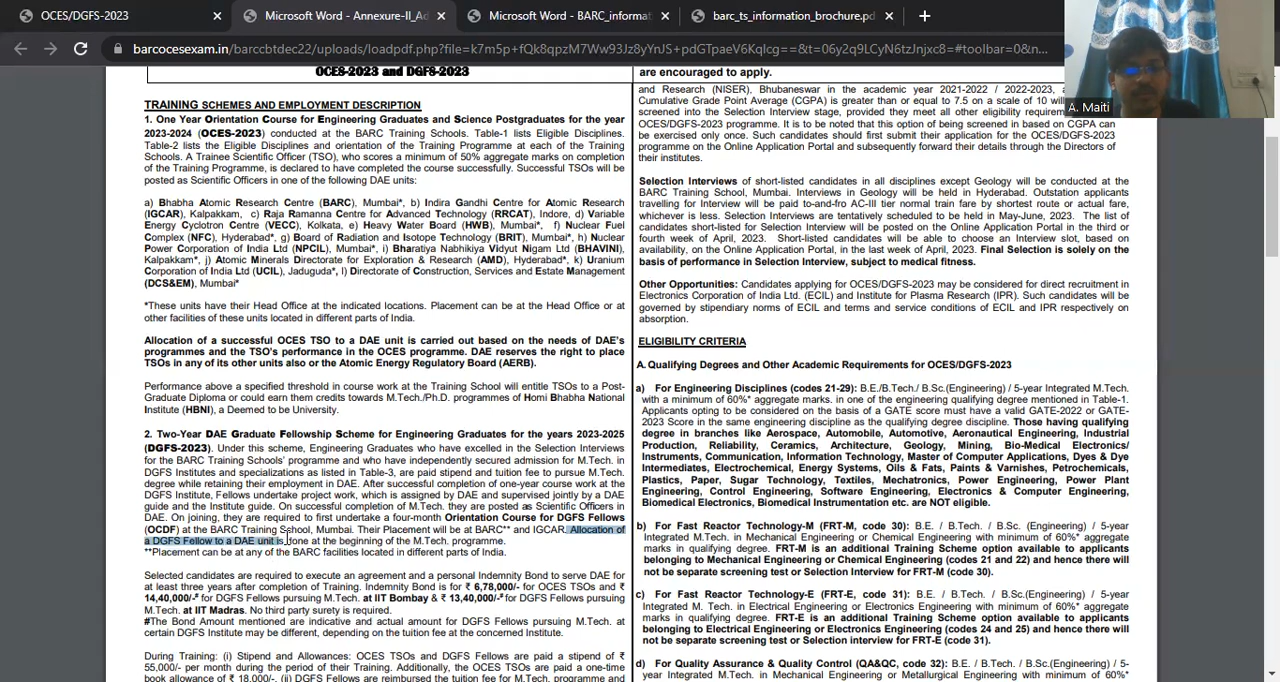 OCES/DGFS-2023
Microsoft Word - Annexure-II_Ad
Microsoft Word - BARC_informat
barc_ts_information_brochure.pd
barcocesexam.in/barccbtdec22/uploads/loadpdf.php?file=k7m5p+fQk8qpzM7Ww93Jz8yYnJS+pdGTpaeV6KqIcg==&t=06y2q9LCyN6tzJnjxc8=#toolbar=0&n...
A. Maiti
OCES-2023 and DGFS-2023
TRAINING SCHEMES AND EMPLOYMENT DESCRIPTION
1. One Year Orientation Course for Engineering Graduates and Science Postgraduates for the year
2023-2024 (OCES-2023) conducted at the BARC Training Schools. Table-1 lists Eligible Disciplines.
Table-2 lists the Eligible Disciplines and orientation of the Training Programme at each of the Training
Schools. A Trainee Scientific Officer (TSO), who scores a minimum of 50% aggregate marks on completion
of the Training Programme, is declared to have completed the course successfully. Successful TSOs will be
posted as Scientific Officers in one of the following DAE units:
a) Bhabha Atomic Research Centre (BARC), Mumbai*, b) Indira Gandhi Centre for Atomic Research
(IGCAR), Kalpakkam, c) Raja Ramanna Centre for Advanced Technology (RRCAT), Indore, d) Variable
Energy Cyclotron Centre (VECC), Kolkata, e) Heavy Water Board (HWB), Mumbai*, f) Nuclear Fuel
Complex (NFC), Hyderabad*, g) Board of Radiation and Isotope Technology (BRIT), Mumbai*, h) Nuclear
Power Corporation of India Ltd (NPCIL), Mumbai*, i) Bharatiya Nabhikiya Vidyut Nigam Ltd (BHAVINI),
Kalpakkam*, j) Atomic Minerals Directorate for Exploration & Research (AMD), Hyderabad*, k) Uranium
Corporation of India Ltd (UCIL), Jaduguda*, l) Directorate of Construction, Services and Estate Management
(DCS&EM), Mumbai*
*These units have their Head Office at the indicated locations. Placement can be at the Head Office or at
other facilities of these units located in different parts of India.
Allocation of a successful OCES TSO to a DAE unit is carried out based on the needs of DAE's
programmes and the TSO's performance in the OCES programme. DAE reserves the right to place
TSOs in any of its other units also or the Atomic Energy Regulatory Board (AERB).
Performance above a specified threshold in course work at the Training School will entitle TSOs to a Post-
Graduate Diploma or could earn them credits towards M.Tech./Ph.D. programmes of Homi Bhabha National
Institute (HBNI), a Deemed to be University.
2. Two-Year DAE Graduate Fellowship Scheme for Engineering Graduates for the years 2023-2025
(DGFS-2023). Under this scheme, Engineering Graduates who have excelled in the Selection Interviews
for the BARC Training Schools' programme and who have independently secured admission for M.Tech. in
DGFS Institutes and specializations as listed in Table-3, are paid stipend and tuition fee to pursue M.Tech.
degree while retaining their employment in DAE. After successful completion of one-year course work at the
DGFS Institute, Fellows undertake project work, which is assigned by DAE and supervised jointly by a DAE
guide and the Institute guide. On successful completion of M.Tech. they are posted as Scientific Officers in
DAE. On joining, they are required to first undertake a four-month Orientation Course for DGFS Fellows
(OCDF) at the BARC Training School, Mumbai. Their Placement will be at BARC** and IGCAR. Allocation of
a DGFS Fellow to a DAE unit is done at the beginning of the M.Tech. programme.
**Placement can be at any of the BARC facilities located in different parts of India.
Selected candidates are required to execute an agreement and a personal Indemnity Bond to serve DAE for
at least three years after completion of Training. Indemnity Bond is for ₹ 6,78,000/- for OCES TSOs and ₹
14,40,000/-# for DGFS Fellows pursuing M.Tech. at IIT Bombay & ₹ 13,40,000/-# for DGFS Fellows pursuing
M.Tech. at IIT Madras. No third party surety is required.
#The Bond Amount mentioned are indicative and actual amount for DGFS Fellows pursuing M.Tech. at
certain DGFS Institute may be different, depending on the tuition fee at the concerned Institute.
During Training: (i) Stipend and Allowances: OCES TSOs and DGFS Fellows are paid a stipend of ₹
55,000/- per month during the period of their Training. Additionally, the OCES TSOs are paid a one-time
book allowance of ₹ 18,000/-. (ii) DGFS Fellows are reimbursed the tuition fee for M.Tech. programme
are encouraged to apply.
and Research (NISER), Bhubaneswar in the academic year 2021-2022 / 2022-2023,
Cumulative Grade Point Average (CGPA) is greater than or equal to 7.5 on a scale of 10 will
screened into the Selection Interview stage, provided they meet all other eligibility
OCES/DGFS-2023 programme. It is to be noted that this option of being screened in based on CGPA can
be exercised only once. Such candidates should first submit their application for the OCES/DGFS-2023
programme on the Online Application Portal and subsequently forward their details through the Directors of
their institutes.
Selection Interviews of short-listed candidates in all disciplines except Geology will be conducted at the
BARC Training School, Mumbai. Interviews in Geology will be held in Hyderabad. Outstation applicants
travelling for Interview will be paid to-and-fro AC-III tier normal train fare by shortest route or actual fare,
whichever is less. Selection Interviews are tentatively scheduled to be held in May-June, 2023. The list of
candidates short-listed for Selection Interview will be posted on the Online Application Portal in the third or
fourth week of April, 2023. Short-listed candidates will be able to choose an Interview slot, based on
availability, on the Online Application Portal, in the last week of April, 2023. Final Selection is solely on the
basis of performance in Selection Interview, subject to medical fitness.
Other Opportunities: Candidates applying for OCES/DGFS-2023 may be considered for direct recruitment in
Electronics Corporation of India Ltd. (ECIL) and Institute for Plasma Research (IPR). Such candidates will be
governed by stipendiary norms of ECIL and terms and service conditions of ECIL and IPR respectively on
absorption.
ELIGIBILITY CRITERIA
A. Qualifying Degrees and Other Academic Requirements for OCES/DGFS-2023
a) For Engineering Disciplines (codes 21-29): B.E./B.Tech./ B.Sc.(Engineering) / 5-year Integrated M.Tech.
with a minimum of 60%* aggregate marks. in one of the engineering qualifying degree mentioned in Table-1.
Applicants opting to be considered on the basis of a GATE score must have a valid GATE-2022 or GATE-
2023 Score in the same engineering discipline as the qualifying degree discipline. Those having qualifying
degree in branches like Aerospace, Automobile, Automotive, Aeronautical Engineering, Industrial
Production, Reliability, Ceramics, Architecture, Geology, Mining, Bio-Medical Electronics/
Instruments, Communication, Information Technology, Master of Computer Applications, Dyes & Dye
Intermediates, Electrochemical, Energy Systems, Oils & Fats, Paints & Varnishes, Petrochemicals,
Plastics, Paper, Sugar Technology, Textiles, Mechatronics, Power Engineering, Power Plant
Engineering, Control Engineering, Software Engineering, Electronics & Computer Engineering,
Biomedical Electronics, Biomedical Instrumentation etc. are NOT eligible.
b) For Fast Reactor Technology-M (FRT-M, code 30): B.E. / B.Tech. / B.Sc. (Engineering) / 5-year
Integrated M.Tech. in Mechanical Engineering or Chemical Engineering with minimum of 60%* aggregate
marks in qualifying degree. FRT-M is an additional Training Scheme option available to applicants
belonging to Mechanical or Chemical Engineering (codes 21 and 22) and hence there will
not be separate screening test or Selection Interview for FRT-M (code 30).
c) For Fast Reactor Technology-E (FRT-E, code 31): B.E. / B.Tech. / B.Sc. (Engineering) / 5-year
Integrated M.Tech. in Electrical Engineering or Electronics Engineering with minimum of 60%* aggregate
marks in qualifying degree. FRT-E is an additional Training Scheme option available to applicants
belonging to Electrical Engineering or Electronics Engineering (codes 24 and 25) and hence there will
not be separate screening test or Selection interview for FRT-E (code 31).
d) For Quality Assurance & Quality Control (QA&QC, code 32): B.E. / B.Tech. / B.Sc. (Engineering) / 5-
year Integrated M.Tech. in Mechanical Engineering or Metallurgical Engineering with minimum of 60%*